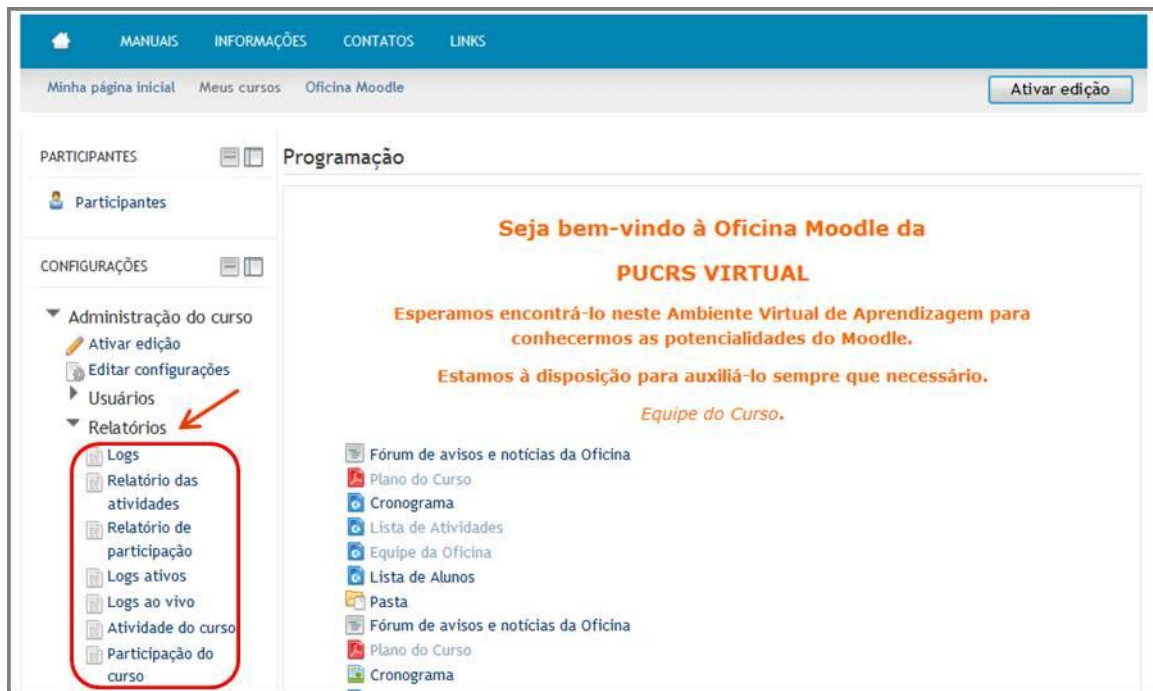 MANUAIS INFORMAÇÕES CONTATOS LINKS
Minha página inicial Meus cursos Oficina Moodle Ativar edição
PARTICIPANTES
Participantes
CONFIGURAÇÕES
Administração do curso
Ativar edição
Editar configurações
Usuários
Relatórios
Logs
Relatório das
atividades
Relatório de
participação
Logs ativos
Logs ao vivo
Atividade do curso
Participação do
curso
Programação
Seja bem-vindo à Oficina Moodle da
PUCRS VIRTUAL
Esperamos encontrá-lo neste Ambiente Virtual de Aprendizagem para
conhecermos as potencialidades do Moodle.
Estamos à disposição para auxiliá-lo sempre que necessário.
Equipe do Curso.
Fórum de avisos e notícias da Oficina
Plano do Curso
Cronograma
Lista de Atividades
Equipe da Oficina
Lista de Alunos
Pasta
Fórum de avisos e notícias da Oficina
Plano do Curso
Cronograma